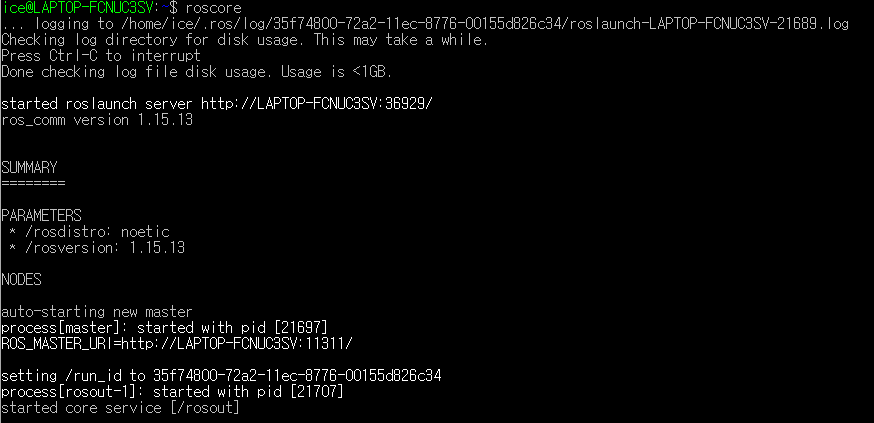 ice@LAPTOP-FCNUC3SV:~$ roscore
... logging to /home/ice/.ros/log/35f74800-72a2-11ec-8776-00155d826c34/roslaunch-LAPTOP-FCNUC3SV-21689.log
Checking log directory for disk usage. This may take a while.
Press Ctrl-C to interrupt
Done checking log file disk usage. Usage is <1GB.
started roslaunch server http://LAPTOP-FCNUC3SV:36929/
ros_comm version 1.15.13
SUMMARY
========
PARAMETERS
* /rosdistro: noetic
* /rosversion: 1.15.13
NODES
auto-starting new master
process[master]: started with pid [21697]
ROS_MASTER_URI=http://LAPTOP-FCNUC3SV:11311/
setting /run_id to 35f74800-72a2-11ec-8776-00155d826c34
process[rosout-1]: started with pid [21707]
started core service [/rosout]